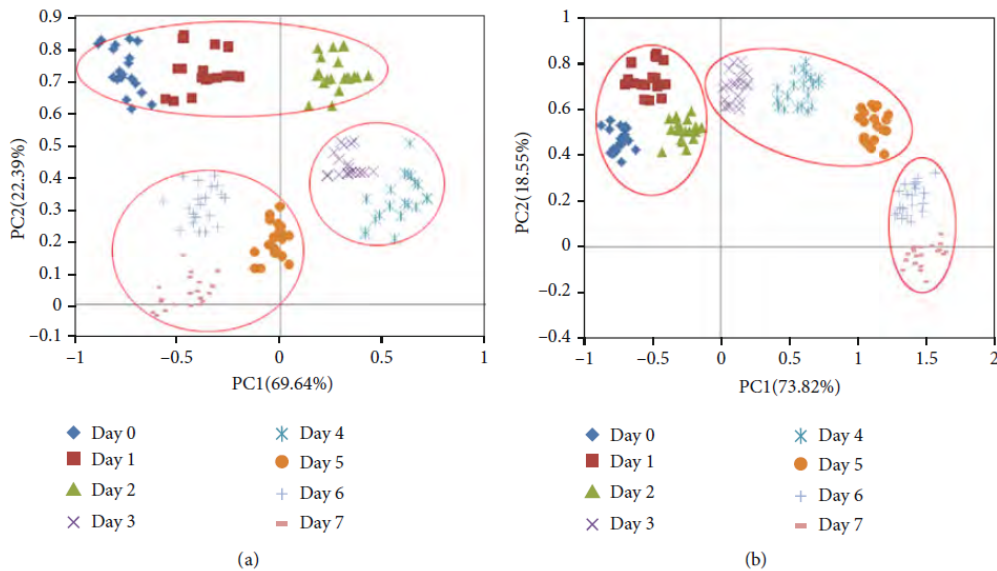 0.9
0.8
0.7
0.6
0.5
0.4
0.3
0.2
0.1
0
−0.1
−1
−0.5
0
0.5
1
PC2(22.39%)
PC1(69.64%)
Day 0
Day 1
Day 2
Day 3
Day 4
Day 5
Day 6
Day 7
(a)
1
0.8
0.6
0.4
0.2
0
−0.2
−0.4
−1
−0.5
0
0.5
1
1.5
2
PC2(18.55%)
PC1(73.82%)
Day 0
Day 1
Day 2
Day 3
Day 4
Day 5
Day 6
Day 7
(b)